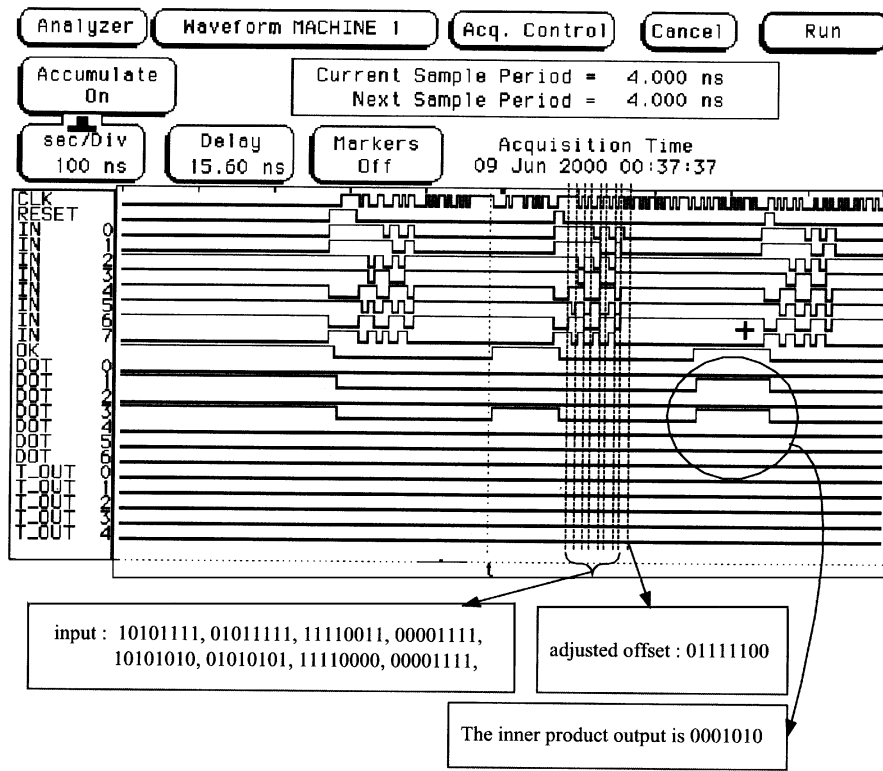 Analyzer Waveform MACHINE 1 Acq. Control Cancel Run
Accumulate
On
Current Sample Period = 4.000 ns
Next Sample Period = 4.000 ns
sec/Div
100 ns
Delay
15.60 ns
Markers
Off
Acquisition Time
09 Jun 2000 00:37:37
CLK
RESET
IN 0
IN 1
IN 2
IN 3
IN 4
IN 5
IN 6
IN 7
OK
DOT 0
DOT 1
DOT 2
DOT 3
DOT 4
DOT 5
DOT 6
T_OUT 0
T_OUT 1
T_OUT 2
T_OUT 3
T_OUT 4
input : 10101111, 01011111, 11110011, 00001111,
10101010, 01010101, 11110000, 00001111,
adjusted offset : 01111100
The inner product output is 0001010